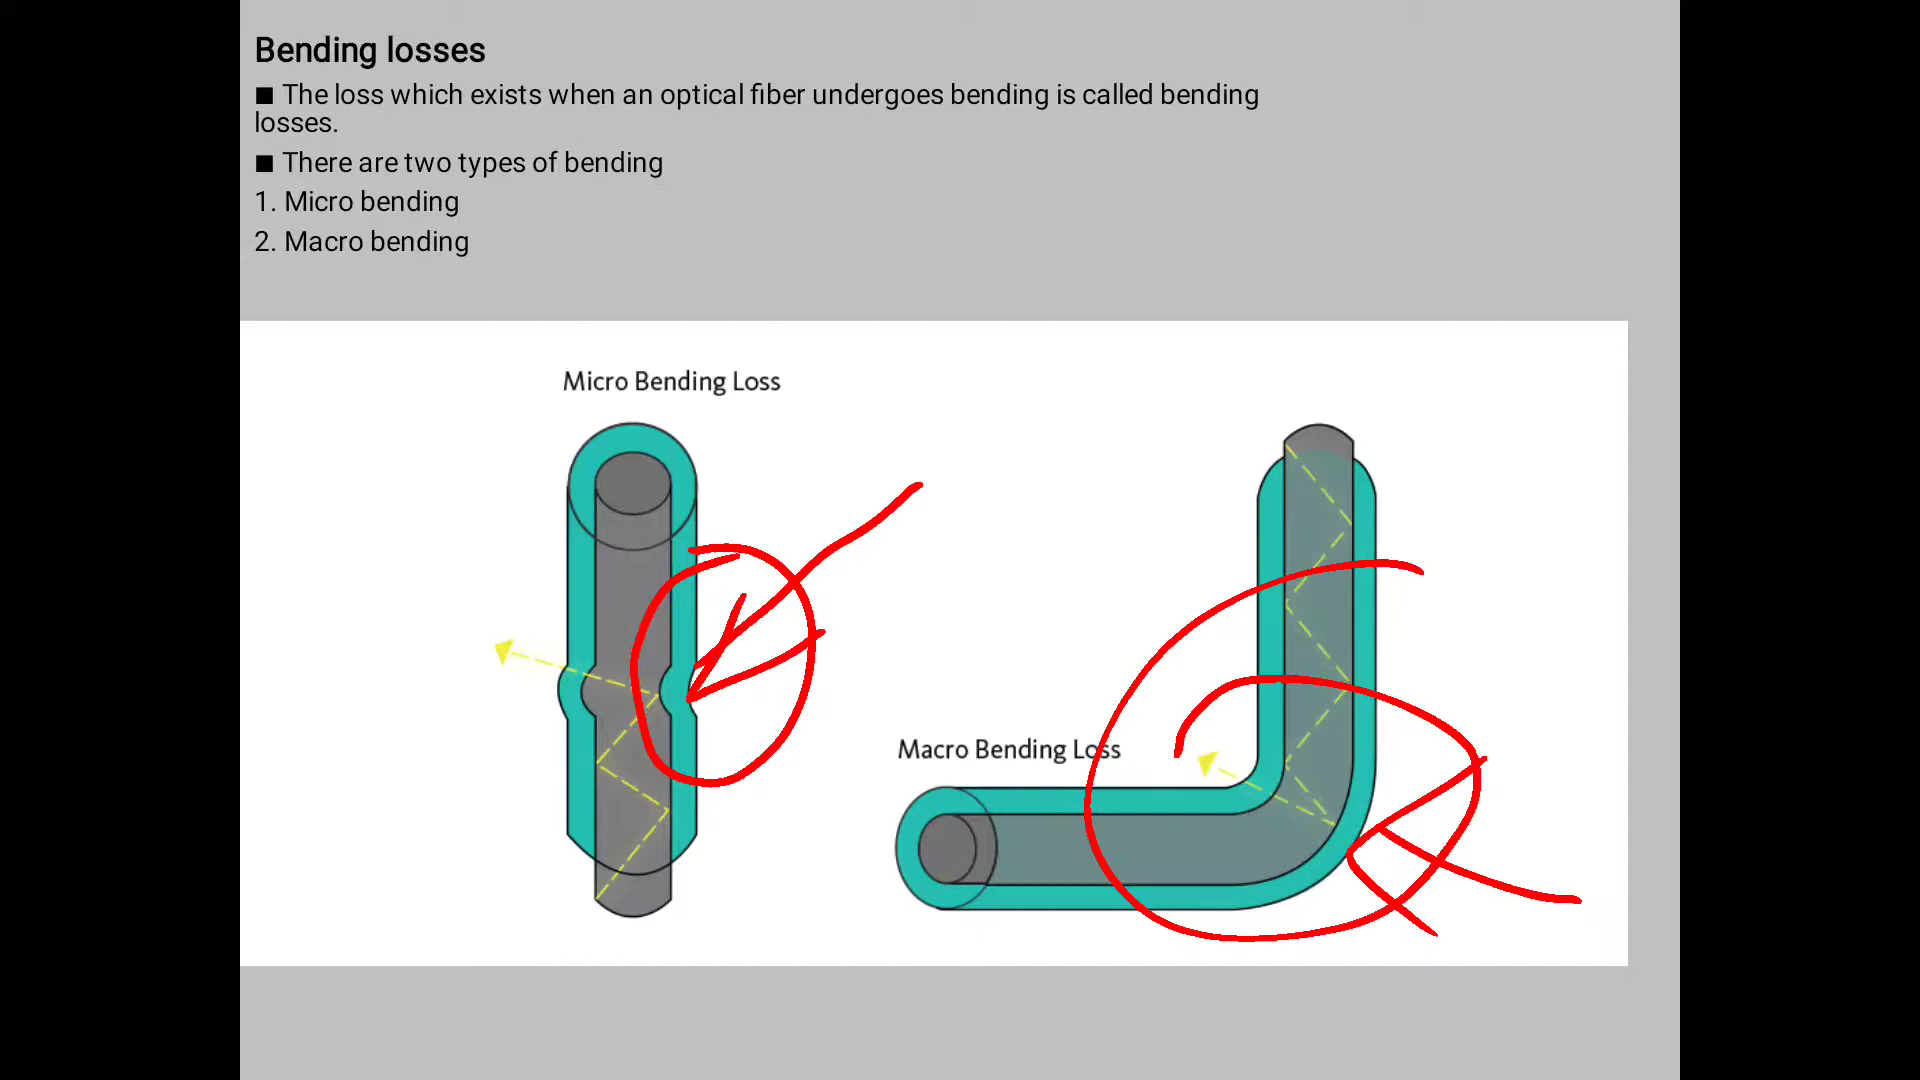 Bending losses
■ The loss which exists when an optical fiber undergoes bending is called bending
losses.
■ There are two types of bending
1. Micro bending
2. Macro bending
Micro Bending Loss
Macro Bending Loss